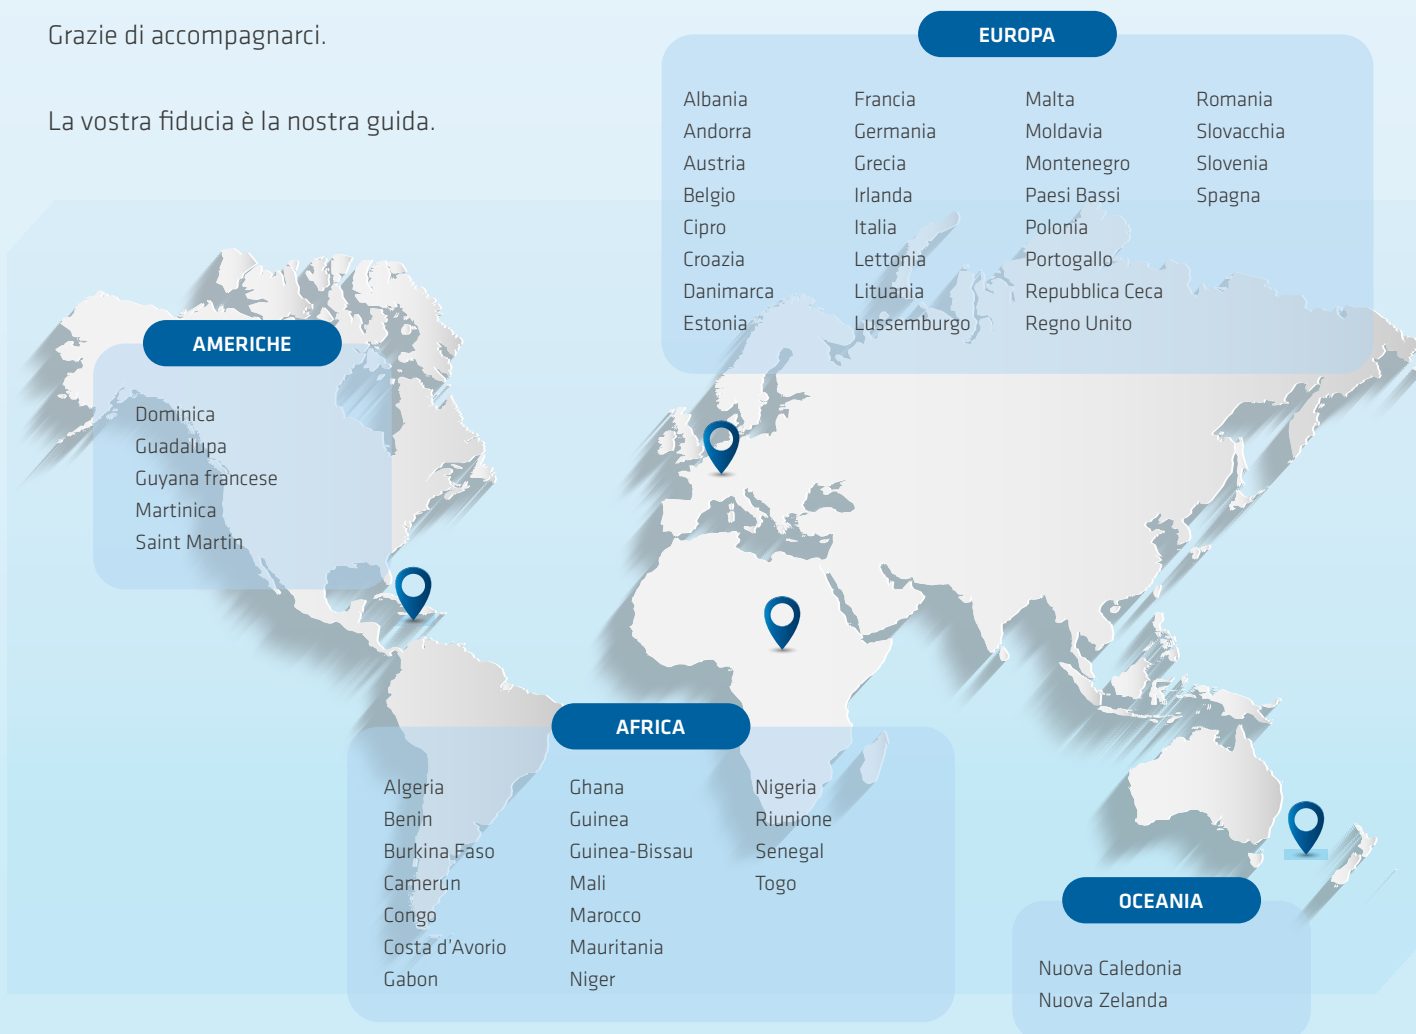 Grazie di accompagnarci.
La vostra fiducia è la nostra guida.
EUROPA
Albania
Andorra
Austria
Belgio
Cipro
Croazia
Danimarca
Estonia
Francia
Germania
Grecia
Irlanda
Italia
Lettonia
Lituania
Lussemburgo
Malta
Moldavia
Montenegro
Paesi Bassi
Polonia
Portogallo
Repubblica Ceca
Regno Unito
Romania
Slovacchia
Slovenia
Spagna
AMERICHE
Dominica
Guadalupa
Guyana francese
Martinica
Saint Martin
AFRICA
Algeria
Benin
Burkina Faso
Camerun
Congo
Costa d'Avorio
Gabon
Ghana
Guinea
Guinea-Bissau
Mali
Marocco
Mauritania
Niger
Nigeria
Riunione
Senegal
Togo
OCEANIA
Nuova Caledonia
Nuova Zelanda